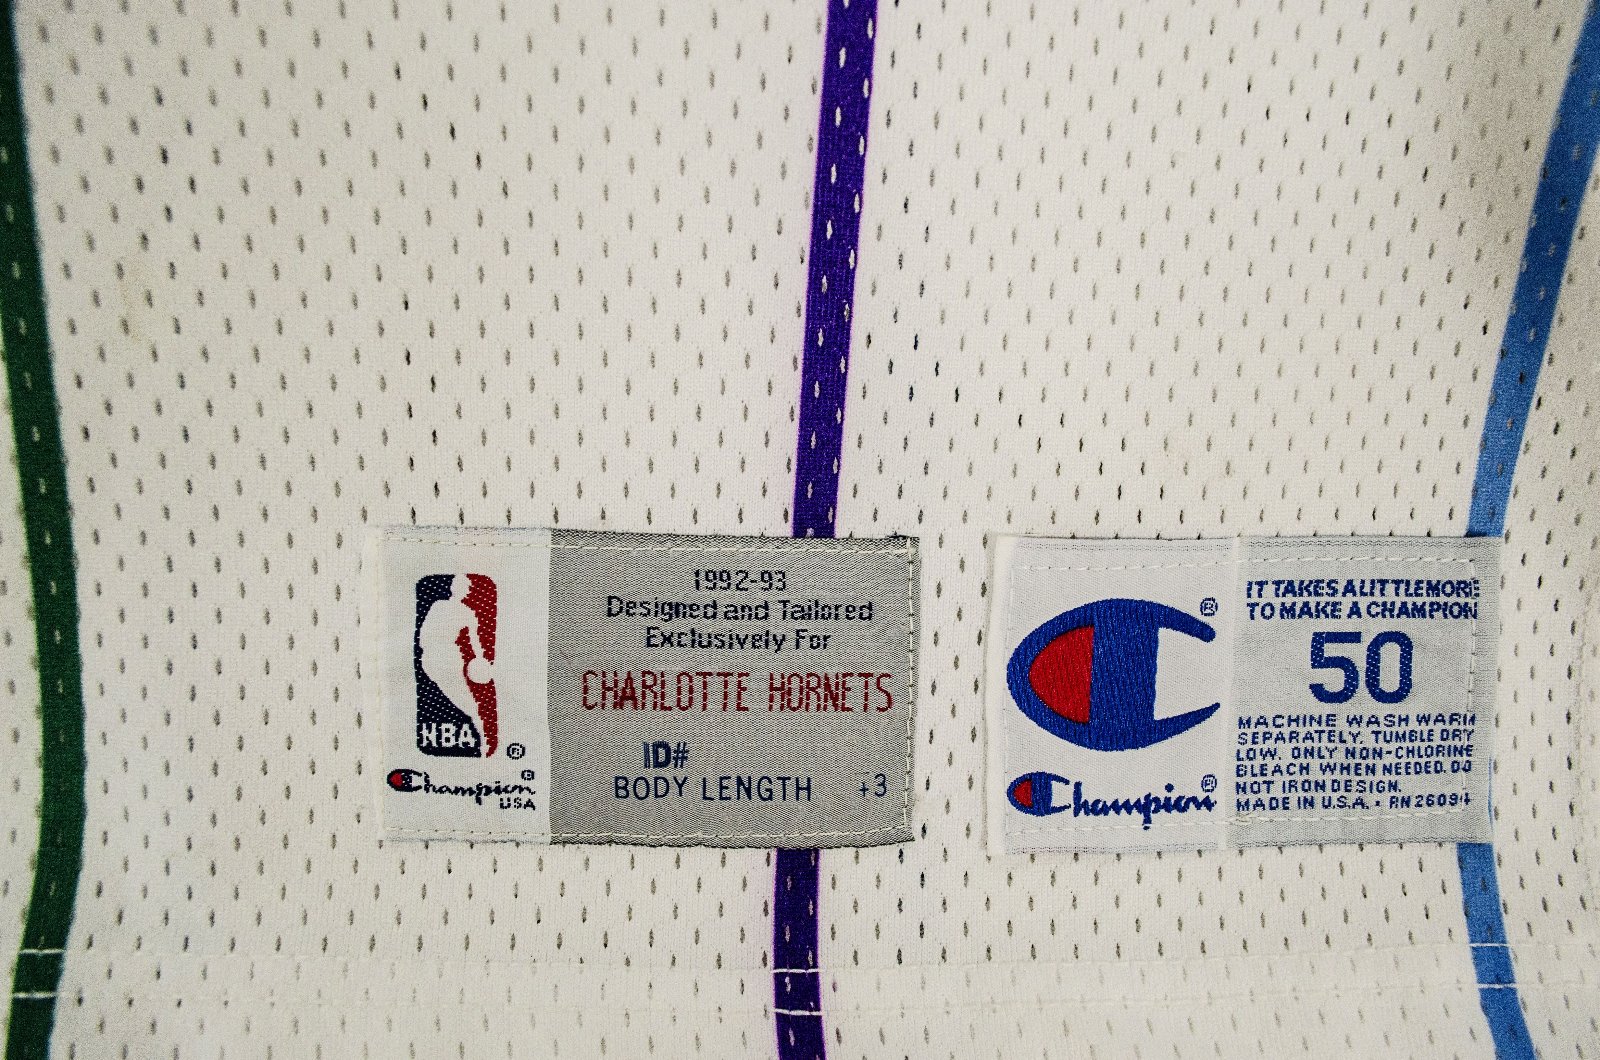 1992-93
Designed and Tailored
Exclusively For
CHARLOTTE HORNETS
ID#
BODY LENGTH +3
NBA ®
Champion ®
USA
®
Champion ®
IT TAKES A LITTLE MORE
TO MAKE A CHAMPION
50
MACHINE WASH WARM
SEPARATELY, TUMBLE DRY
LOW. ONLY NON-CHLORINE
BLEACH WHEN NEEDED. DO
NOT IRON DESIGN.
MADE IN U.S.A. • RN26094